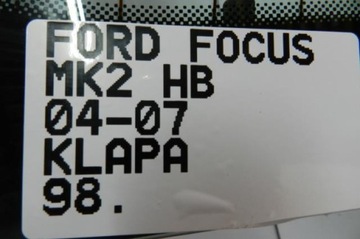 FORD FOCUS
MK2 HB
04-07
KLAPA
98.